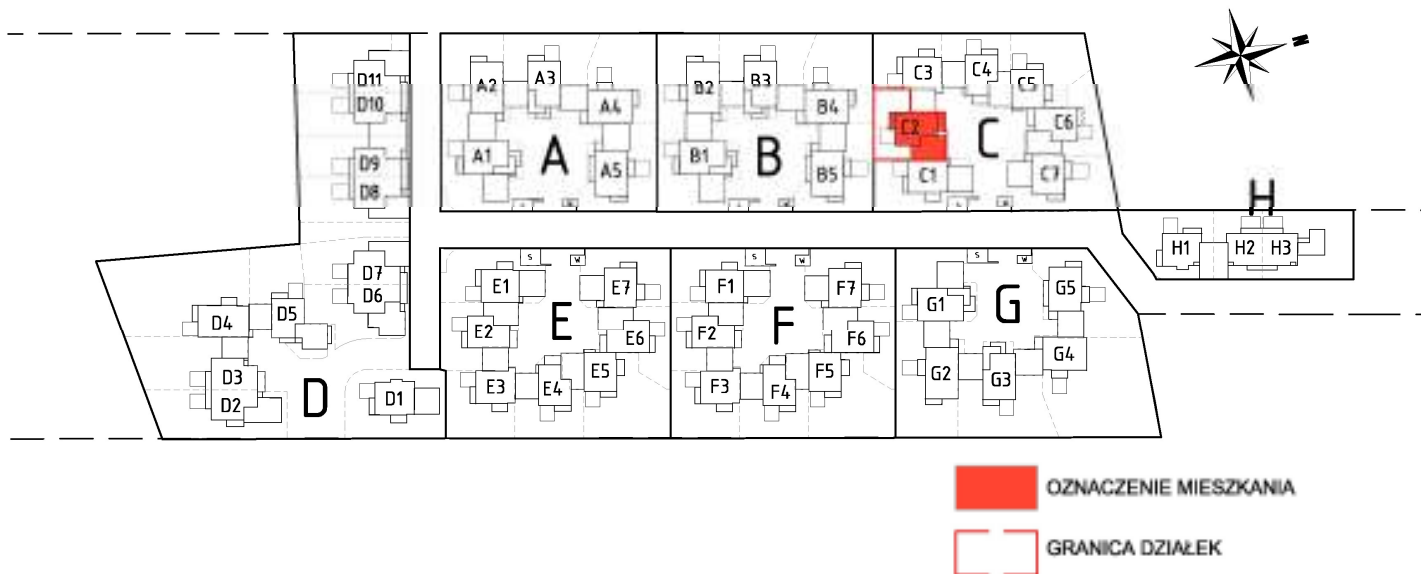 N
D11
D10
D9
D8
D7
D6
D5
D4
D3
D2
D1
D
A2
A3
A4
A1
A5
A
B2
B3
B4
B1
B5
B
C3
C4
C5
C2
C6
C1
C7
C
H
H1
H2
H3
S
W
S
W
S
W
E1
E7
E2
E6
E3
E4
E5
E
F1
F7
F2
F6
F3
F4
F5
F
G1
G5
G2
G3
G4
G
OZNACZENIE MIESZKANIA
GRANICA DZIAŁEK